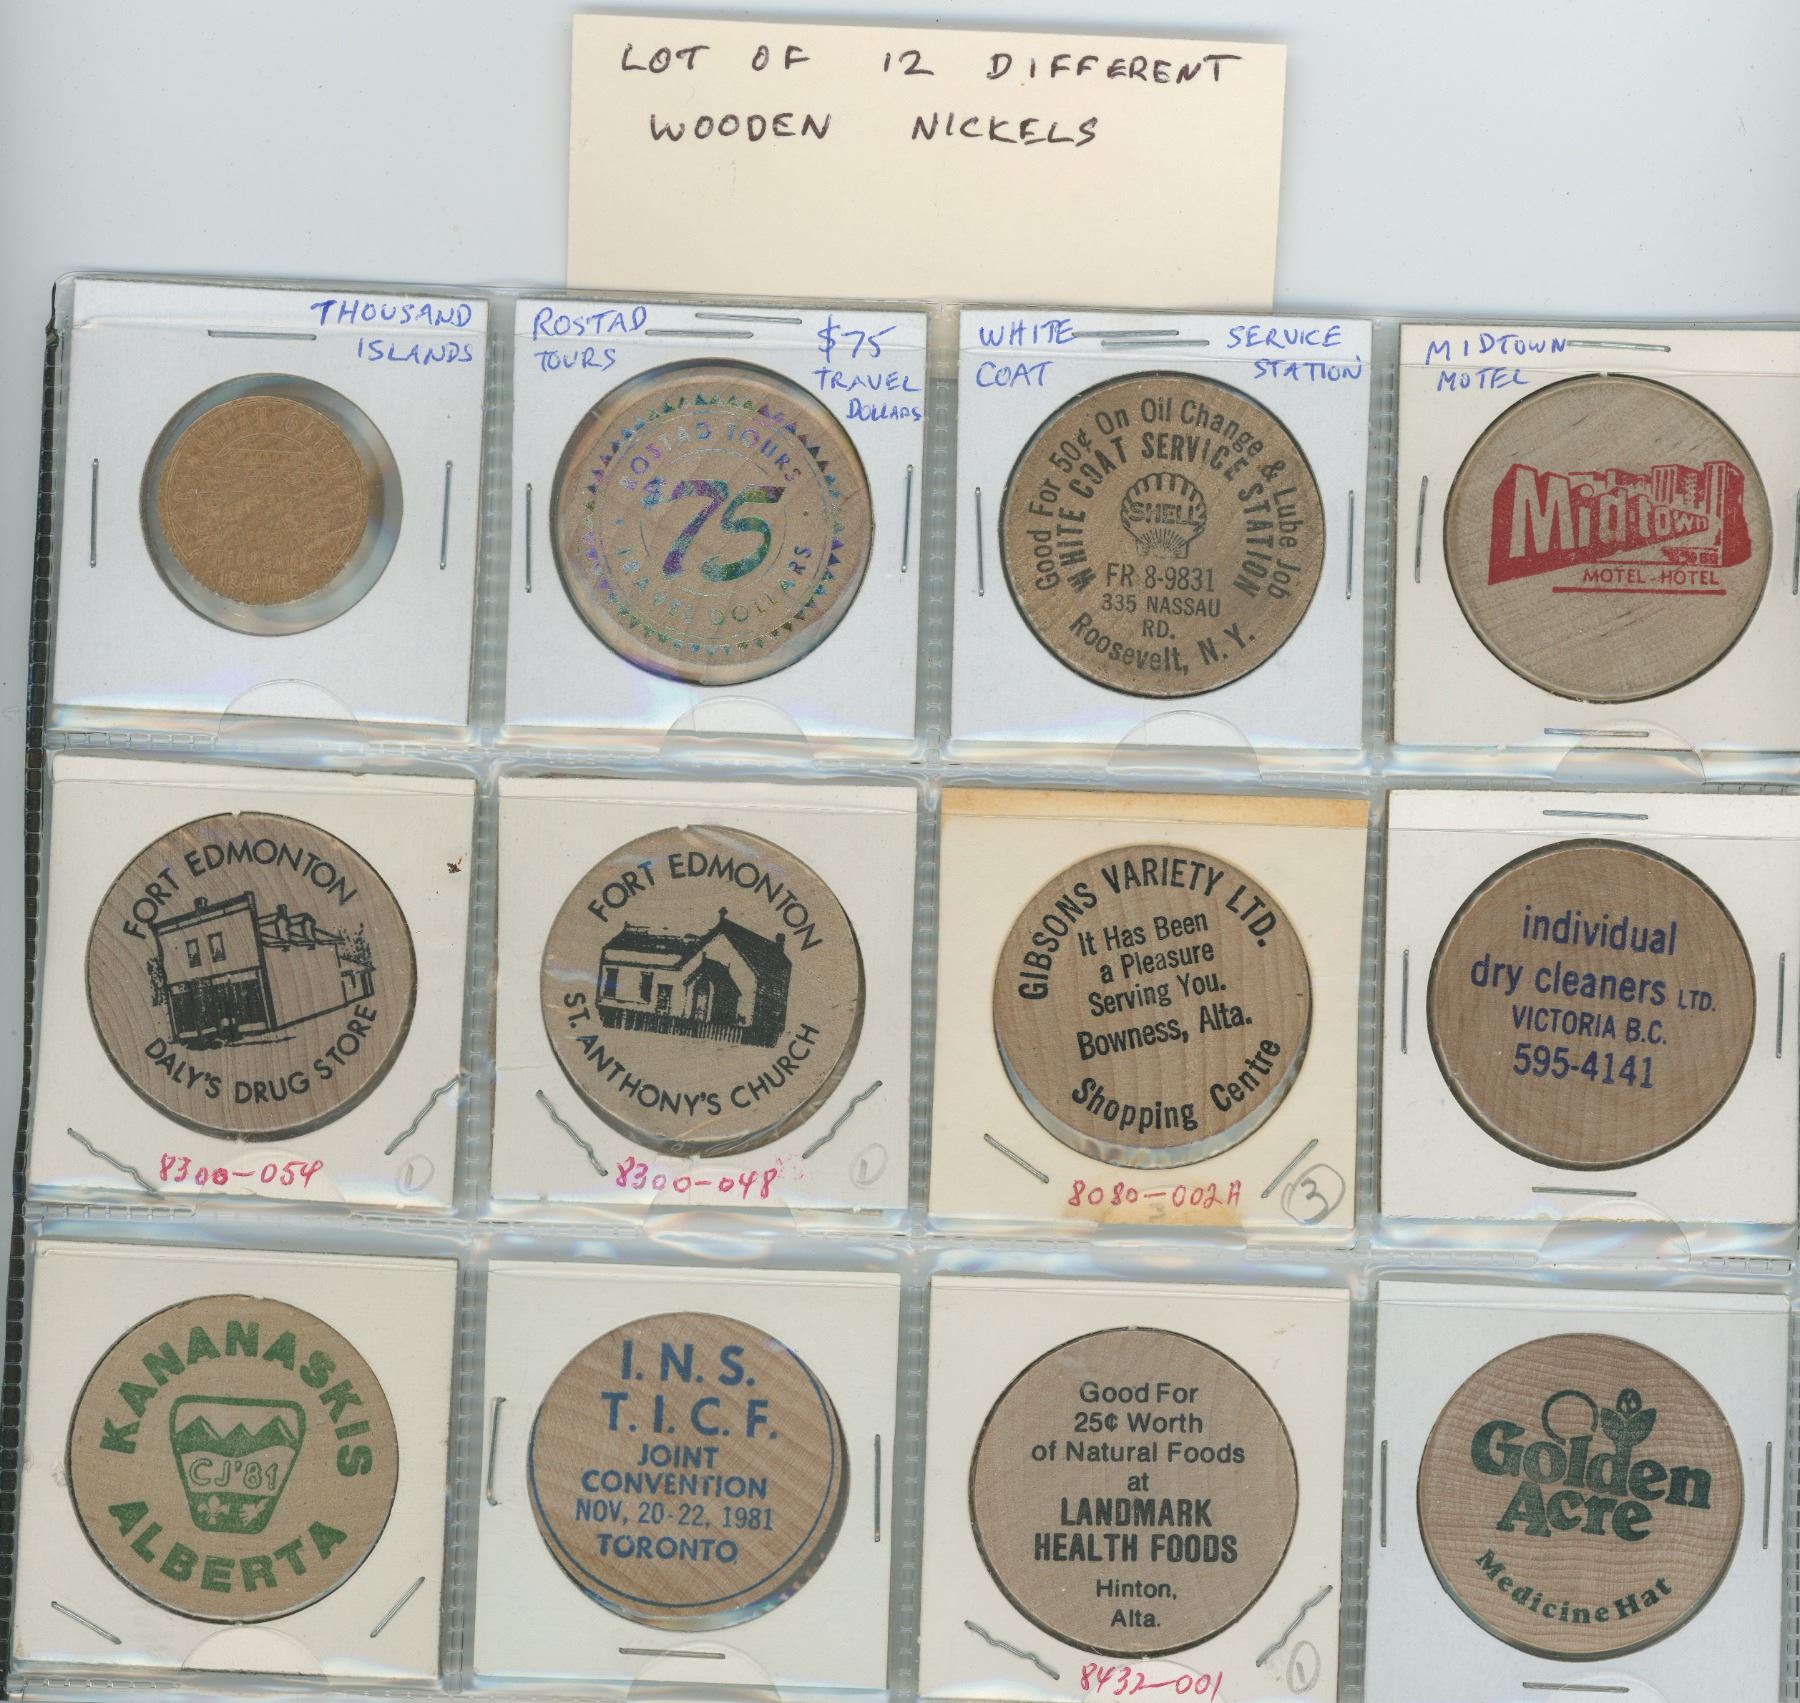 LOT OF 12 DIFFERENT
WOODEN NICKELS
THOUSAND
ISLANDS
ROSTAD
TOURS
$75
TRAVEL
DOLLARS
ROSTAD TOURS
$75
TRAVEL DOLLARS
WHITE
COAT
SERVICE
STATION
Good For 50¢ On Oil Change & Lube Job
WHITE COAT SERVICE STATION
SHELL
FR 8-9831
335 NASSAU
RD.
Roosevelt, N. Y.
MIDTOWN
MOTEL
Midtown
MOTEL-HOTEL
FORT EDMONTON
DALY'S DRUG STORE
8300-054
1
FORT EDMONTON
ST. ANTHONY'S CHURCH
8300-048
1
GIBSONS VARIETY LTD.
It Has Been
a Pleasure
Serving You.
Bowness, Alta.
Shopping Centre
8080-002A
3
individual
dry cleaners LTD.
VICTORIA B.C.
595-4141
KANANASKIS
CJ'81
ALBERTA
I. N. S.
T. I. C. F.
JOINT
CONVENTION
NOV, 20-22, 1981
TORONTO
Good For
25¢ Worth
of Natural Foods
at
LANDMARK
HEALTH FOODS
Hinton,
Alta.
8432-001
1
Golden
Acre
Medicine Hat